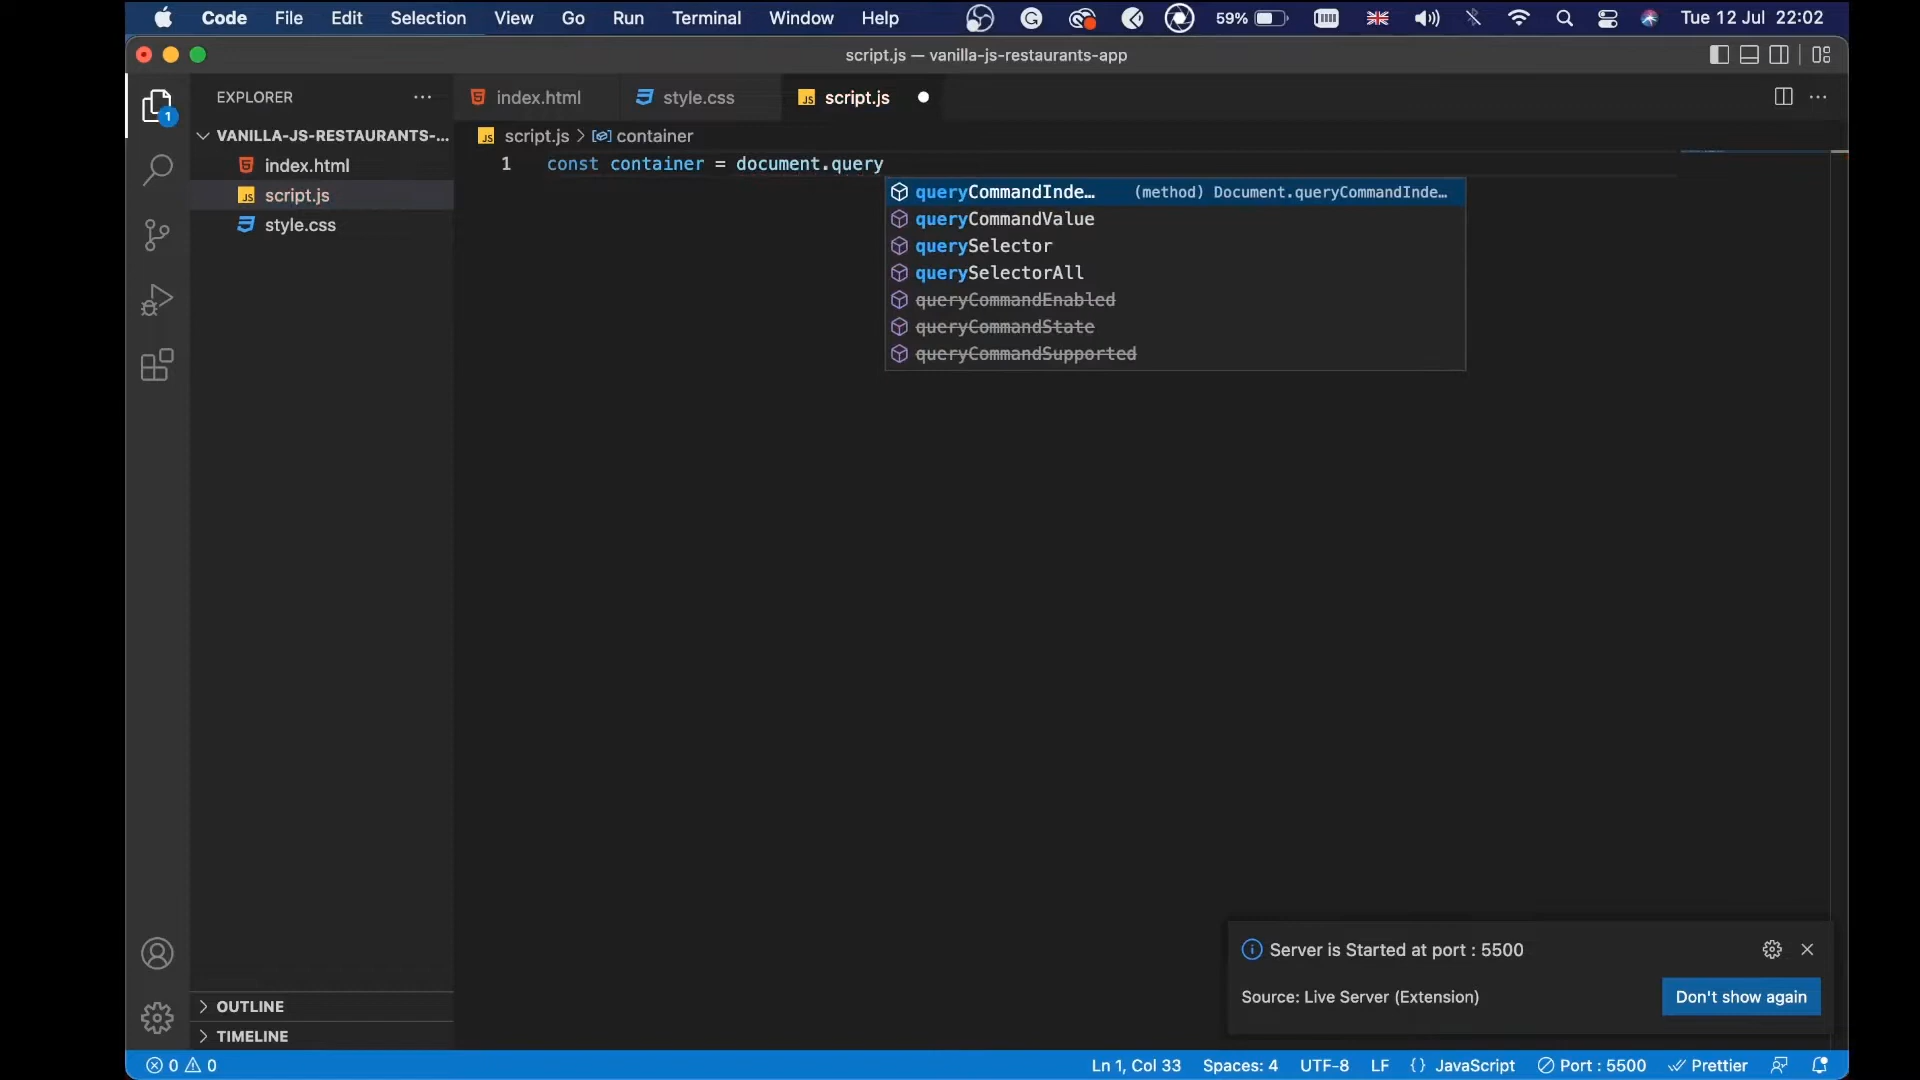 Code File Edit Selection View Go Run Terminal Window Help 59% Tue 12 Jul 22:02
script.js — vanilla-js-restaurants-app
EXPLORER
index.html style.css script.js
1
VANILLA-JS-RESTAURANTS-...
script.js > container
index.html
script.js
style.css
1 const container = document.query
queryCommandInde... (method) Document.queryCommandInde...
queryCommandValue
querySelector
querySelectorAll
queryCommandEnabled
queryCommandState
queryCommandSupported
Server is Started at port : 5500
Source: Live Server (Extension) Don't show again
OUTLINE
TIMELINE
0 0 Ln 1, Col 33 Spaces: 4 UTF-8 LF {} JavaScript Port : 5500 Prettier